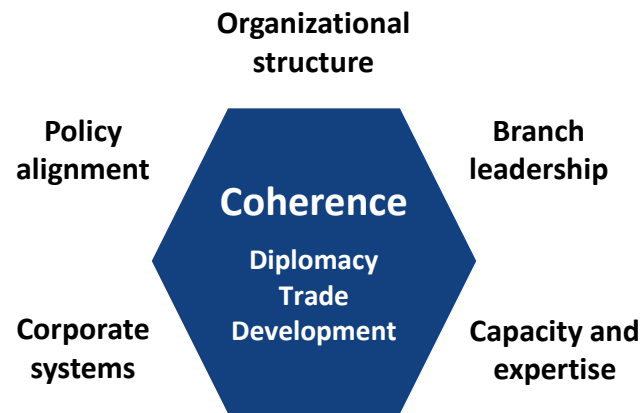 Organizational
structure
Policy
alignment
Branch
leadership
Coherence
Diplomacy
Trade
Development
Corporate
systems
Capacity and
expertise